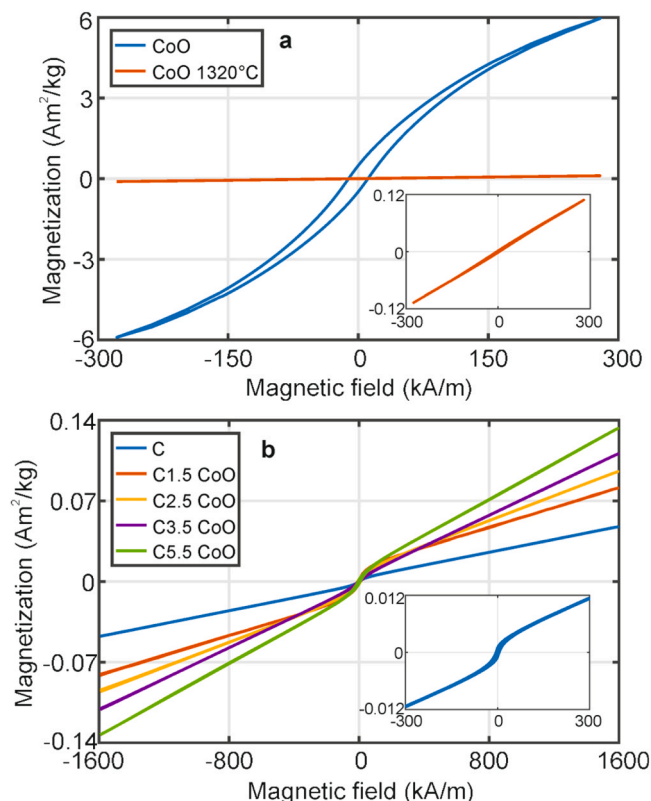 a
CoO
CoO 1320°C
Magnetization (Am²/kg)
6
3
0
-3
-6
0.12
0
-0.12
-300 0 300
-300 -150 0 150 300
Magnetic field (kA/m)
b
C
C1.5 CoO
C2.5 CoO
C3.5 CoO
C5.5 CoO
Magnetization (Am²/kg)
0.14
0.07
0
-0.07
-0.14
0.012
0
-0.012
-300 0 300
-1600 -800 0 800 1600
Magnetic field (kA/m)